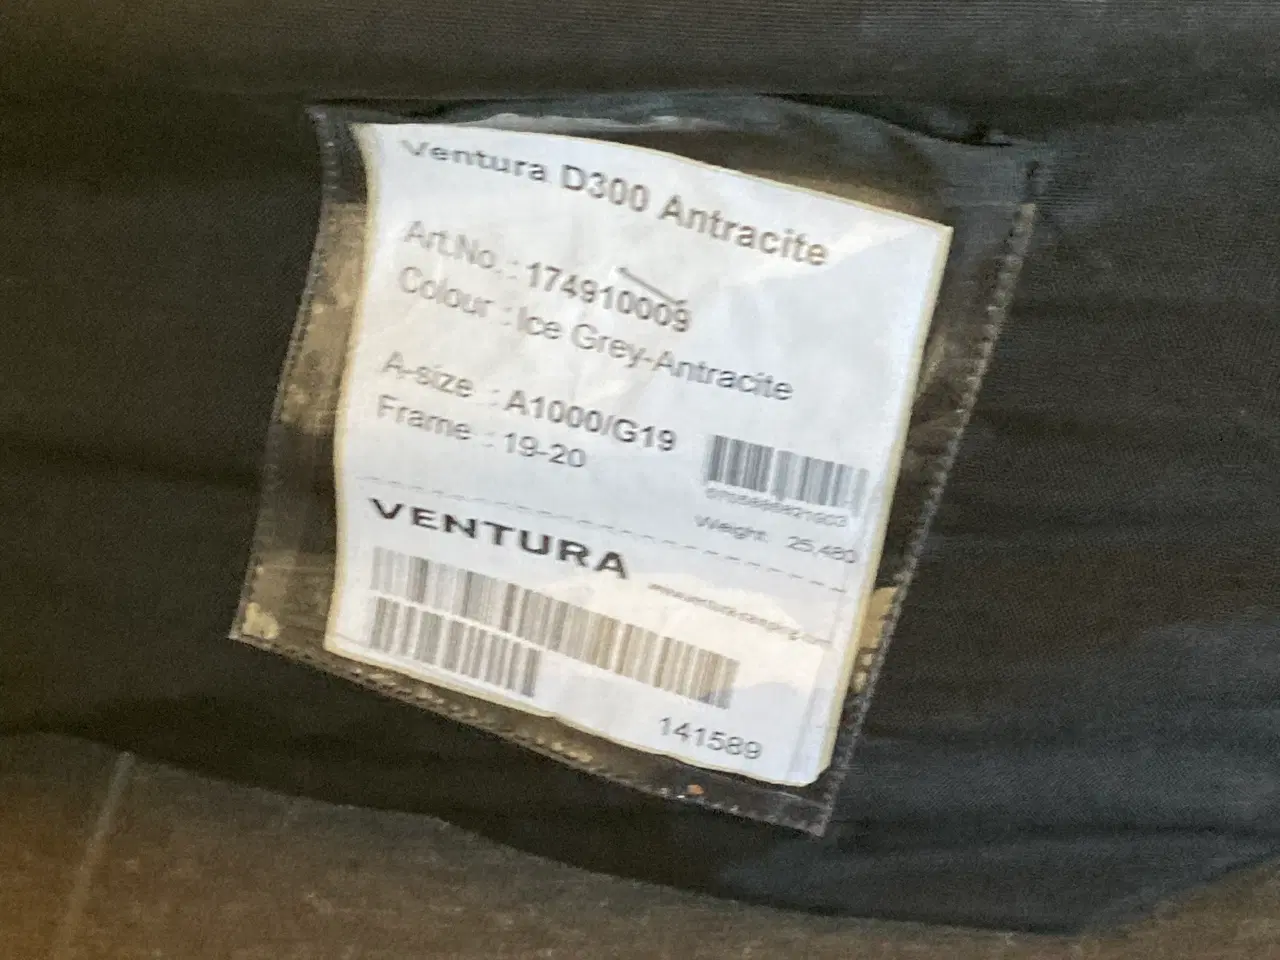 Ventura D300 Antracite
Art.No. : 174910009
Colour : Ice Grey-Antracite
A-size : A1000/G19
Frame : 19-20
Weight 25,480
VENTURA
141589